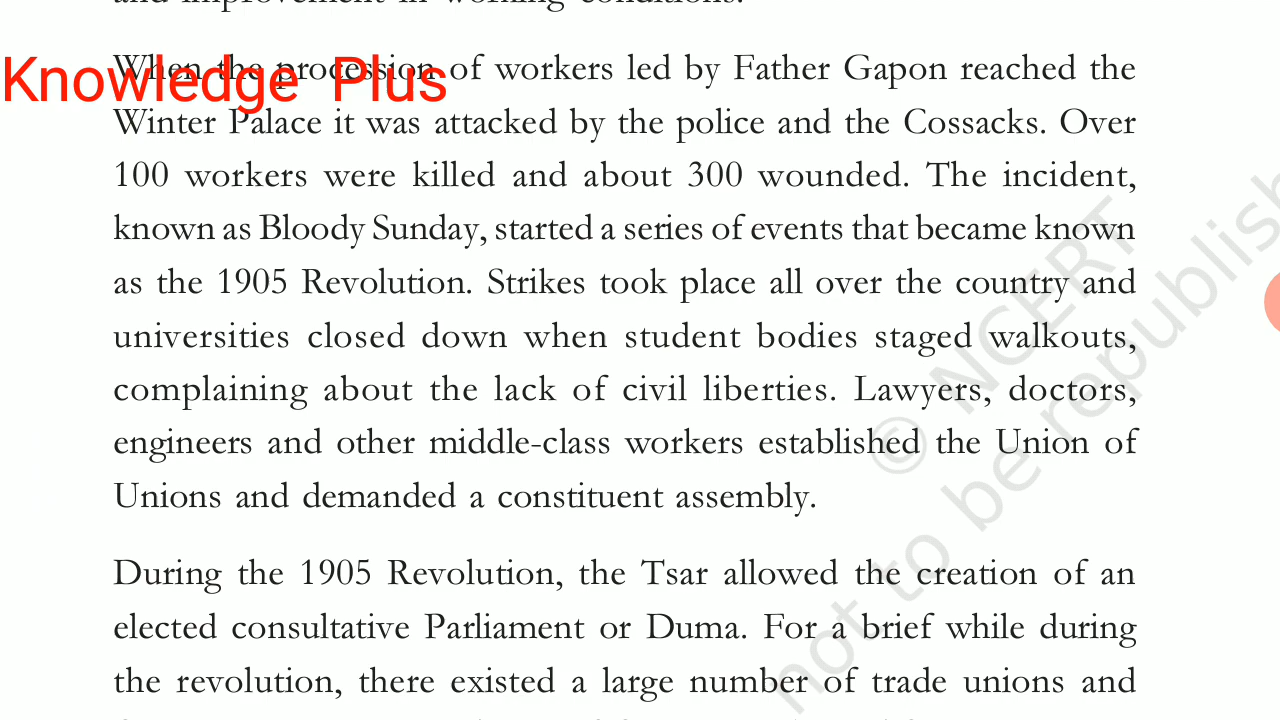 and improvement in working conditions.
When the procession of workers led by Father Gapon reached the
Knowledge Plus
Winter Palace it was attacked by the police and the Cossacks. Over
100 workers were killed and about 300 wounded. The incident,
known as Bloody Sunday, started a series of events that became known
as the 1905 Revolution. Strikes took place all over the country and
universities closed down when student bodies staged walkouts,
complaining about the lack of civil liberties. Lawyers, doctors,
engineers and other middle-class workers established the Union of
Unions and demanded a constituent assembly.
During the 1905 Revolution, the Tsar allowed the creation of an
elected consultative Parliament or Duma. For a brief while during
the revolution, there existed a large number of trade unions and
© NCERT
not to be republish